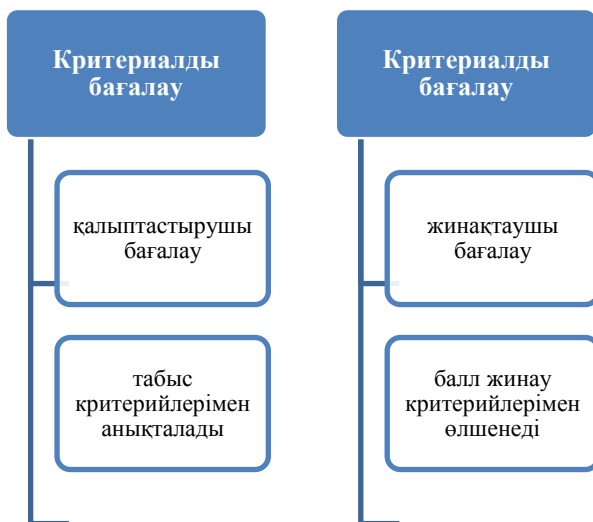 Критериалды
бағалау
қалыптастырушы
бағалау
табыс
критерийлерімен
анықталады
Критериалды
бағалау
жинақтаушы
бағалау
балл жинау
критерийлерімен
өлшенеді